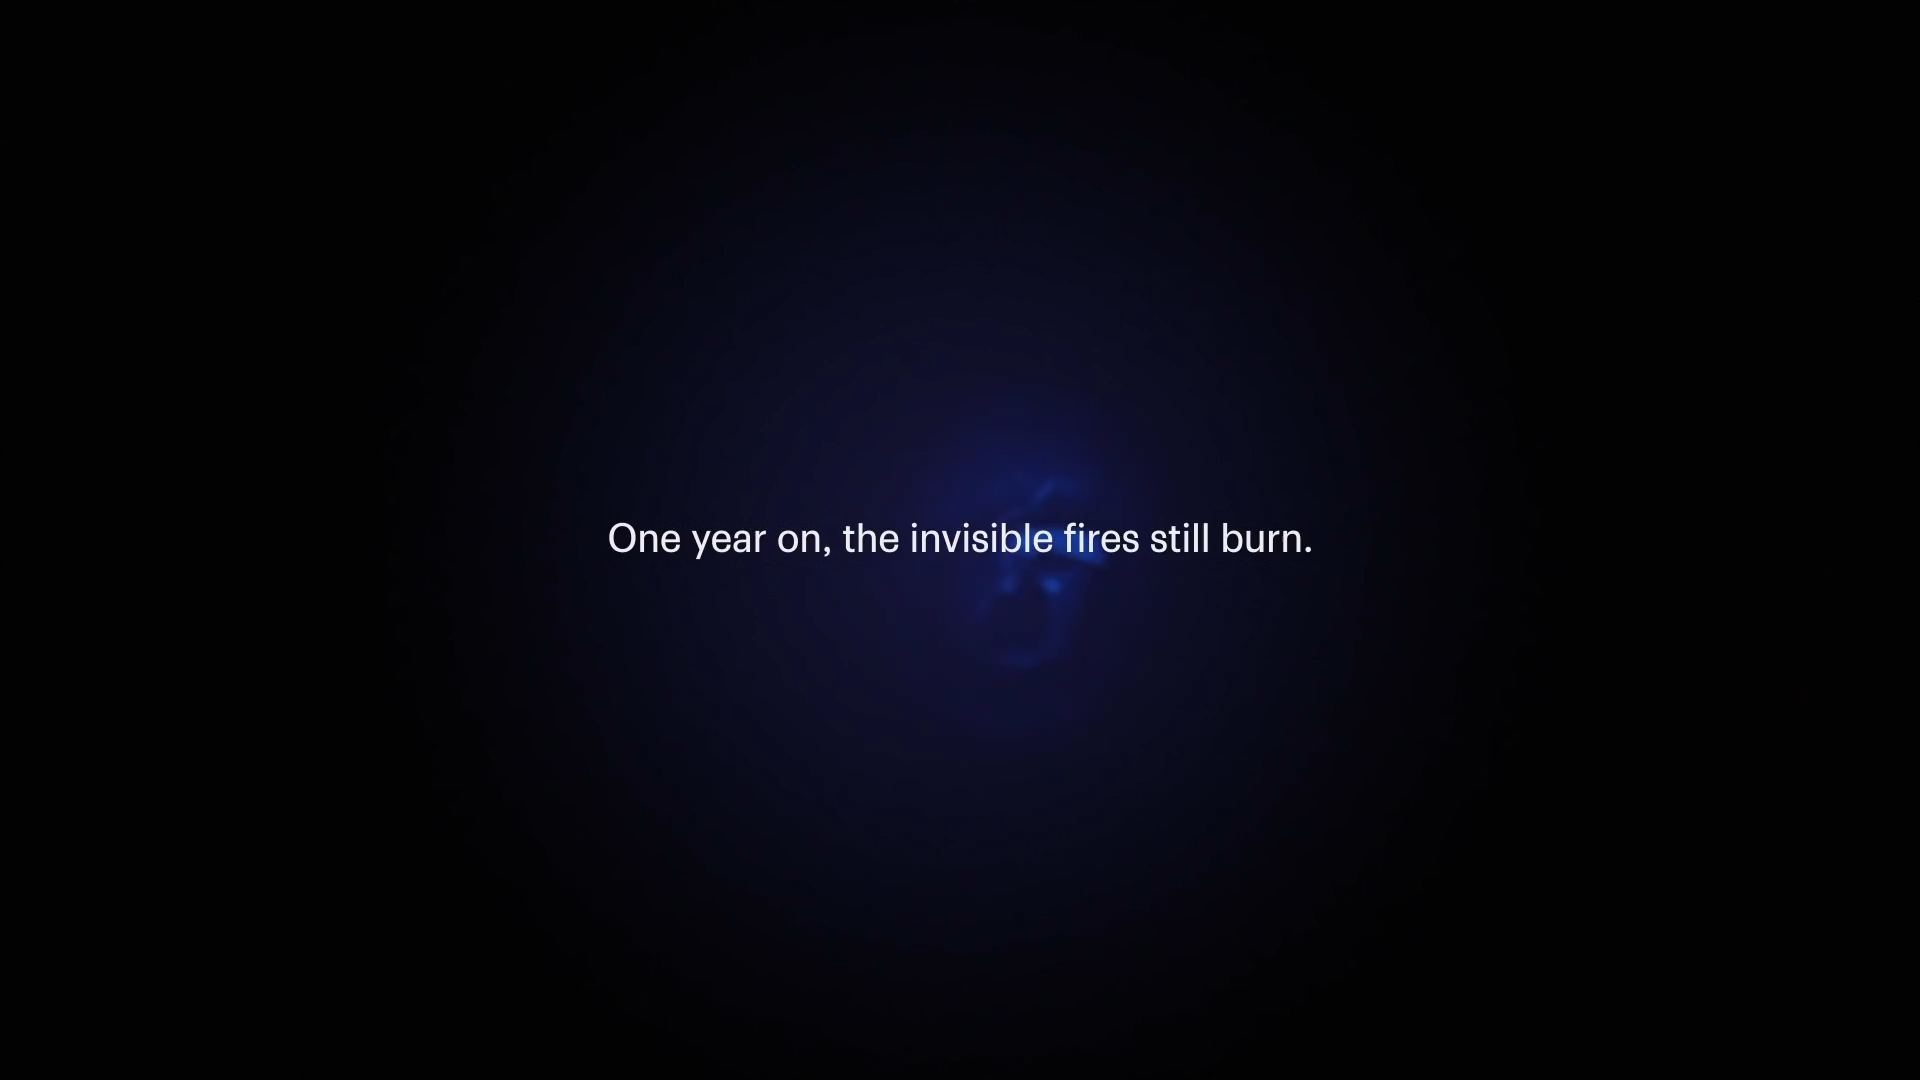 One year on, the invisible fires still burn.